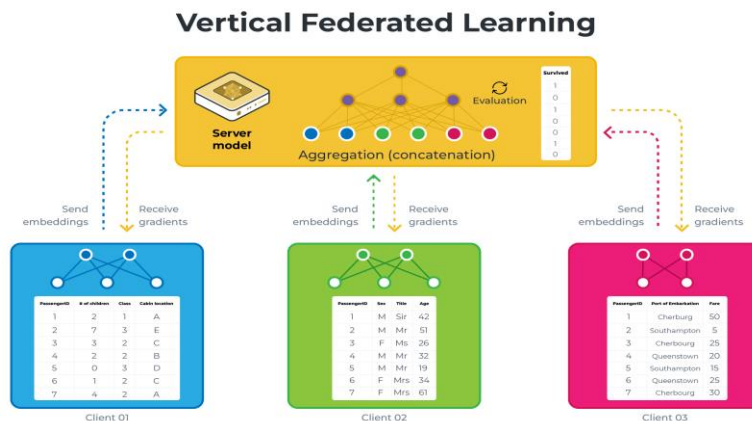 Vertical Federated Learning
Server
model
Aggregation (concatenation)
Evaluation
Survived
1
0
1
0
0
1
0
Send
embeddings
Receive
gradients
Send
embeddings
Receive
gradients
Send
embeddings
Receive
gradients
PassengerID # of children Class Cabin location
1 2 1 A
2 7 3 E
3 3 2 C
4 2 2 B
5 0 3 D
6 1 2 C
7 4 2 A
Client 01
PassengerID Sex Title Age
1 M Sir 42
2 M Mr 51
3 F Ms 26
4 M Mr 32
5 M Mr 19
6 F Mrs 34
7 F Mrs 61
Client 02
PassengerID Port of Embarkation Fare
1 Cherburg 50
2 Southampton 5
3 Cherbourg 25
4 Queenstown 20
5 Southampton 15
6 Queenstown 25
7 Cherbourg 30
Client 03